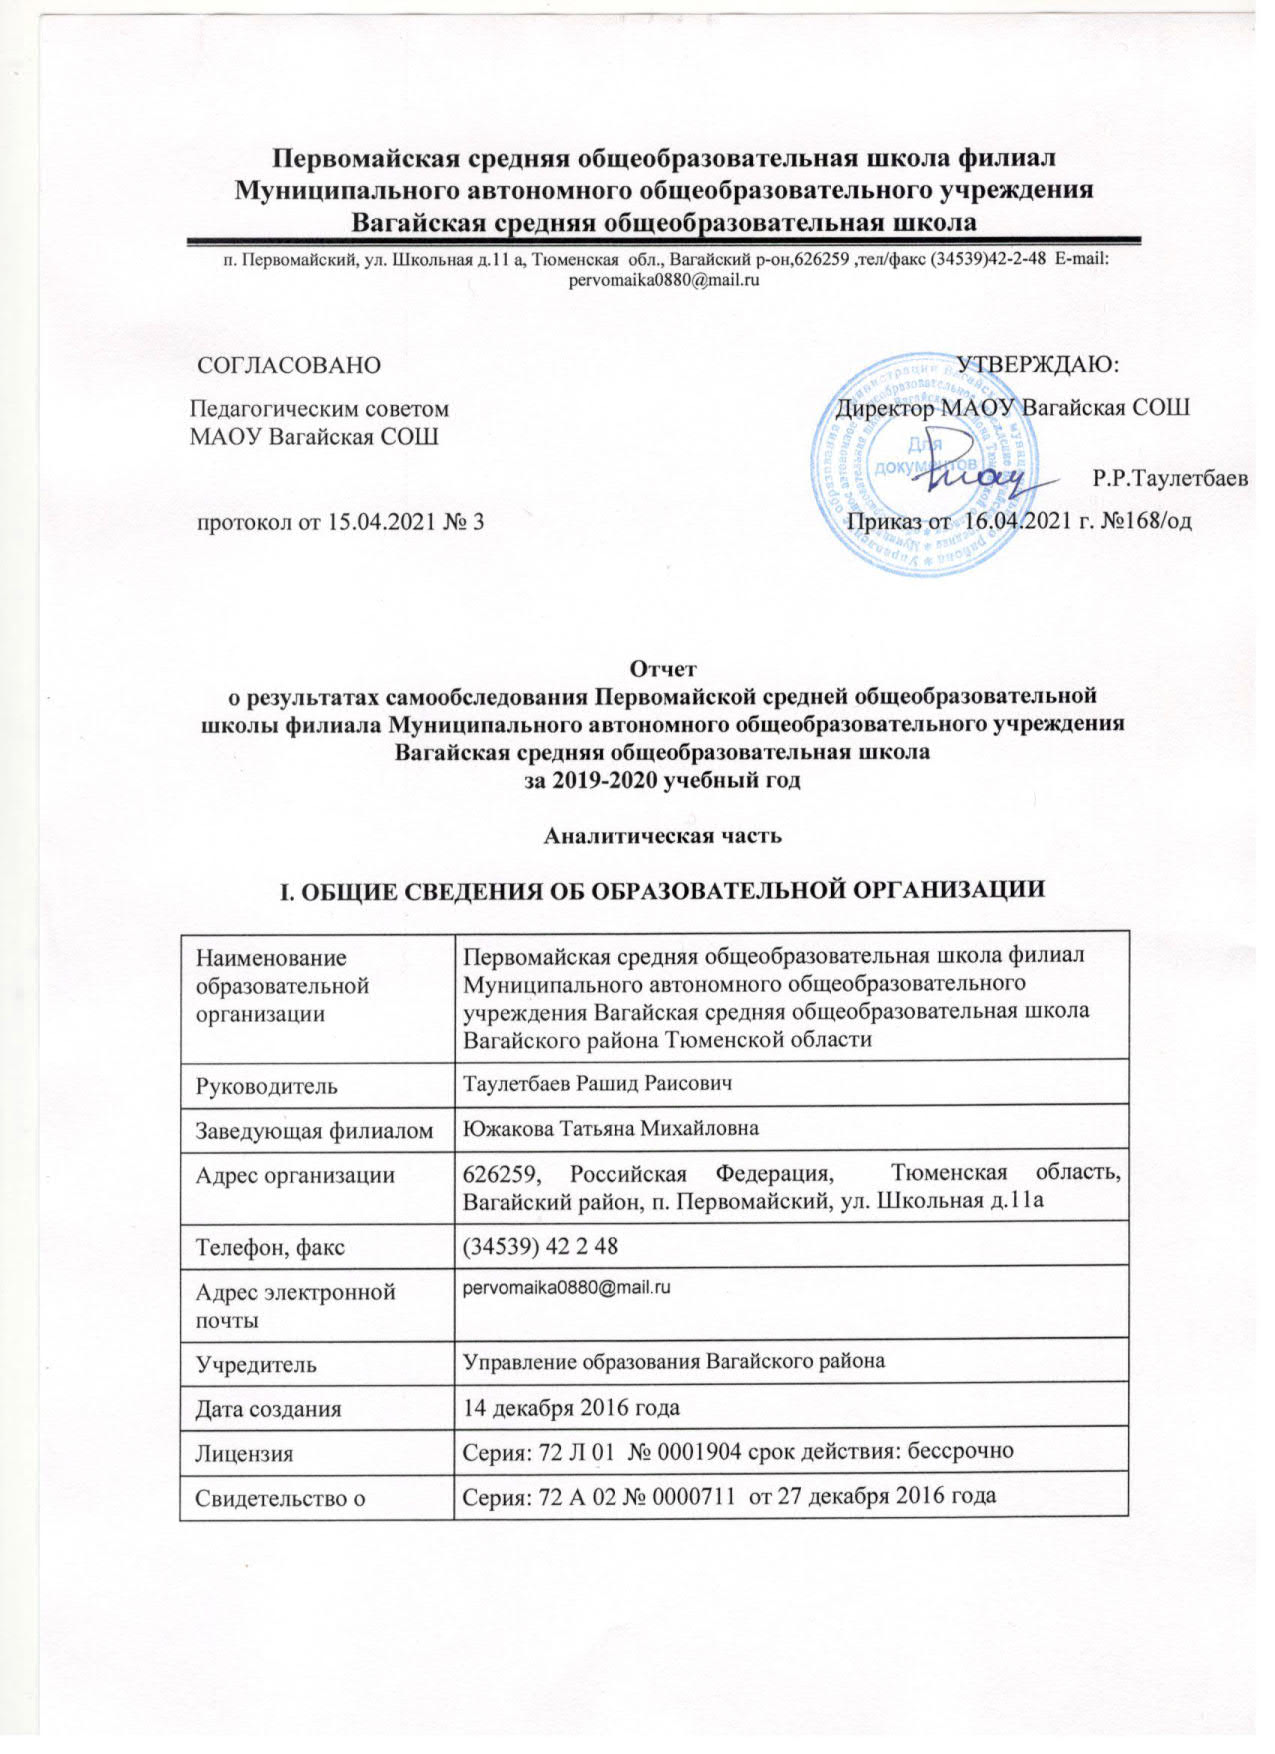 Первомайская средняя общеобразовательная школа филиал
Муниципального автономного общеобразовательного учреждения
Вагайская средняя общеобразовательная школа
п. Первомайский, ул. Школьная д.11 а, Тюменская обл., Вагайский р-он,626259 ,тел/факс (34539)42-2-48 E-mail:
pervomaika0880@mail.ru
СОГЛАСОВАНО
Педагогическим советом
МАОУ Вагайская СОШ
протокол от 15.04.2021 № 3
УТВЕРЖДАЮ:
Директор МАОУ Вагайская СОШ
Р.Р.Таулетбаев
Приказ от 16.04.2021 г. №168/од
Для
документов
Отчет
о результатах самообследования Первомайской средней общеобразовательной
школы филиала Муниципального автономного общеобразовательного учреждения
Вагайская средняя общеобразовательная школа
за 2019-2020 учебный год
Аналитическая часть
I. ОБЩИЕ СВЕДЕНИЯ ОБ ОБРАЗОВАТЕЛЬНОЙ ОРГАНИЗАЦИИ
Наименование
образовательной
организации
Первомайская средняя общеобразовательная школа филиал
Муниципального автономного общеобразовательного
учреждения Вагайская средняя общеобразовательная школа
Вагайского района Тюменской области
Руководитель
Таулетбаев Рашид Раисович
Заведующая филиалом
Южакова Татьяна Михайловна
Адрес организации
626259, Российская Федерация, Тюменская область,
Вагайский район, п. Первомайский, ул. Школьная д.11а
Телефон, факс
(34539) 42 2 48
Адрес электронной
почты
pervomaika0880@mail.ru
Учредитель
Управление образования Вагайского района
Дата создания
14 декабря 2016 года
Лицензия
Серия: 72 Л 01 № 0001904 срок действия: бессрочно
Свидетельство о
Серия: 72 А 02 № 0000711 от 27 декабря 2016 года